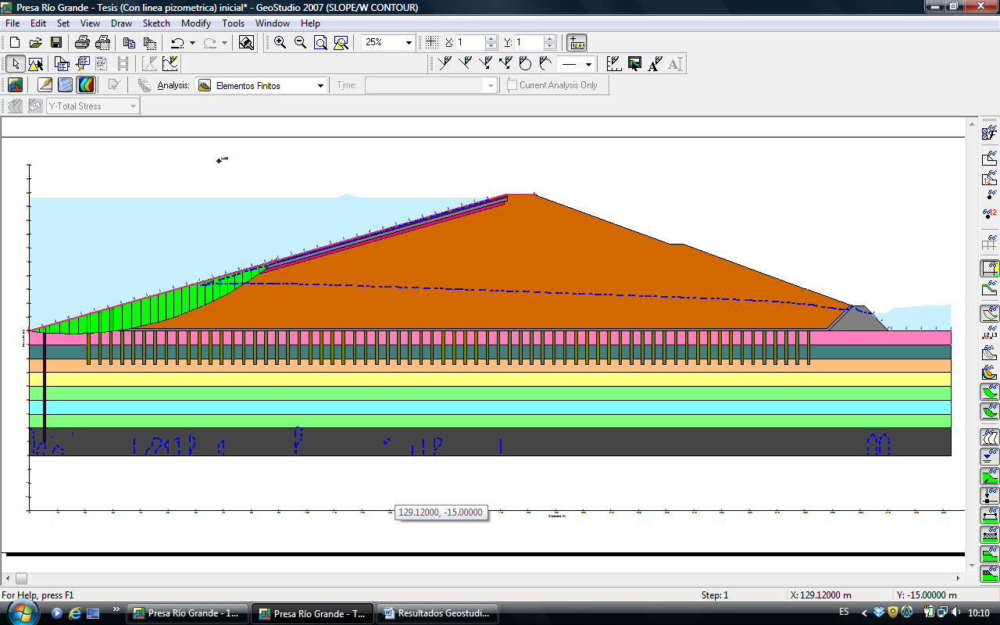 Presa Río Grande - Tesis (Con linea pizometrica) inicial* - GeoStudio 2007 (SLOPE/W CONTOUR)
File Edit Set View Draw Sketch Modify Tools Window Help
25% X: 1 Y: 1
Analysis: Elementos Finitos Time: Current Analysis Only
Y-Total Stress
129.12000, -15.00000
Distancia (m)
For Help, press F1 Step: 1 X: 129.12000 m Y: -15.00000 m
Presa Río Grande - 1... Presa Río Grande - T... Resultados Geostudi... ES 10:10